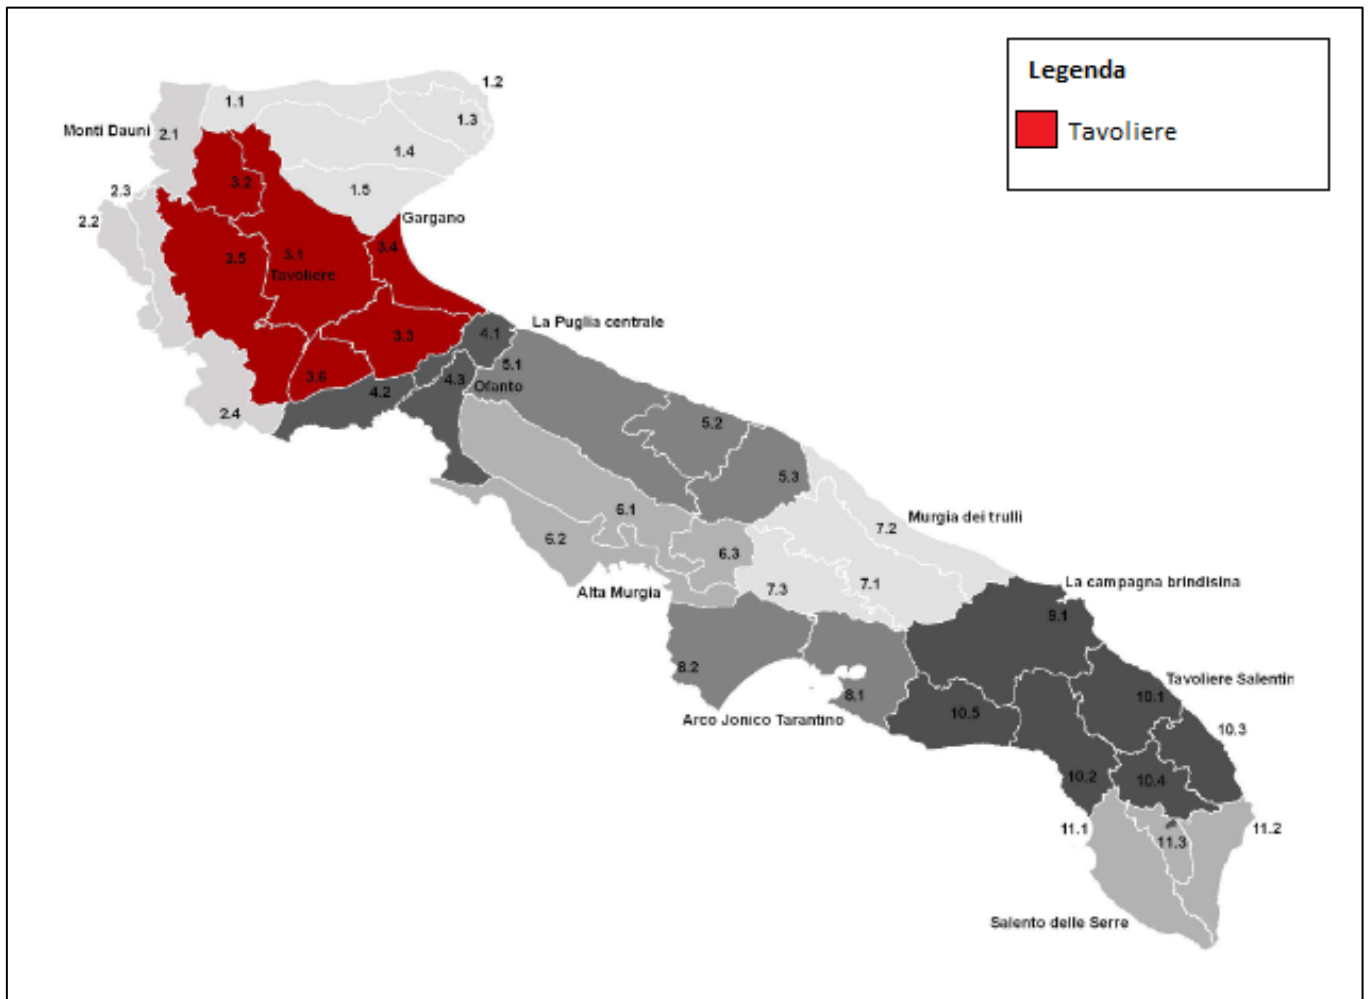 Legenda
Tavoliere
1.2
1.1
1.3
Monti Dauni
2.1
1.4
3.2
1.5
2.3
2.2
Gargano
3.4
3.5
3.1
Tavoliere
La Puglia centrale
3.3
4.1
5.1
3.6
4.3
Ofanto
4.2
2.4
5.2
5.3
6.1
Murgia dei trulli
7.2
6.2
6.3
7.1
La campagna brindisina
7.3
Alta Murgia
9.1
8.2
Tavoliere Salentin
8.1
10.1
10.5
Arco Jonico Tarantino
10.3
10.2
10.4
11.1
11.2
11.3
Salento delle Serre